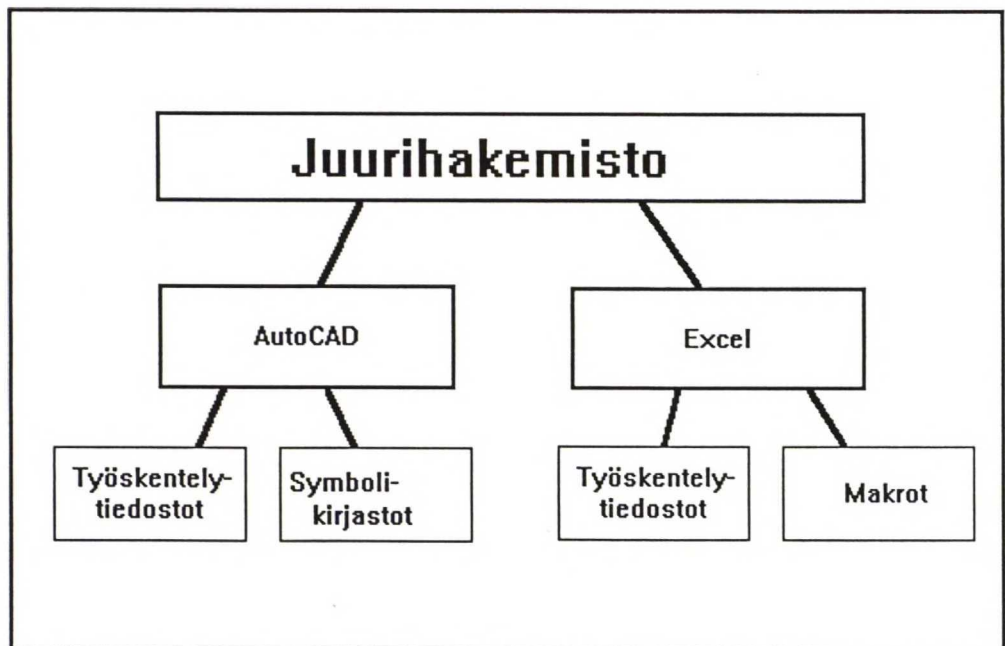 Juurihakemisto
AutoCAD
Excel
Työskentely-
tiedostot
Symboli-
kirjastot
Työskentely-
tiedostot
Makrot